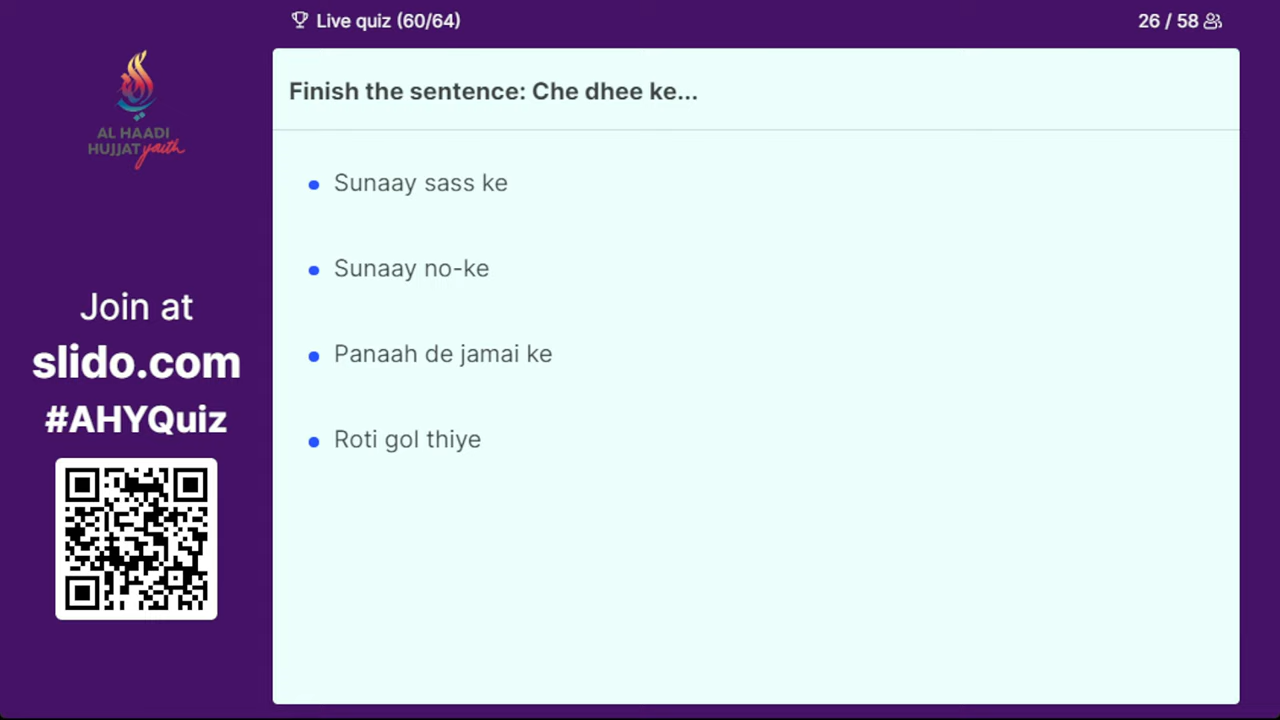 Live quiz (60/64)
26 / 58
AL HAADI
HUJJAT youth
Join at
slido.com
#AHYQuiz
Finish the sentence: Che dhee ke...
Sunaay sass ke
Sunaay no-ke
Panaah de jamai ke
Roti gol thiye